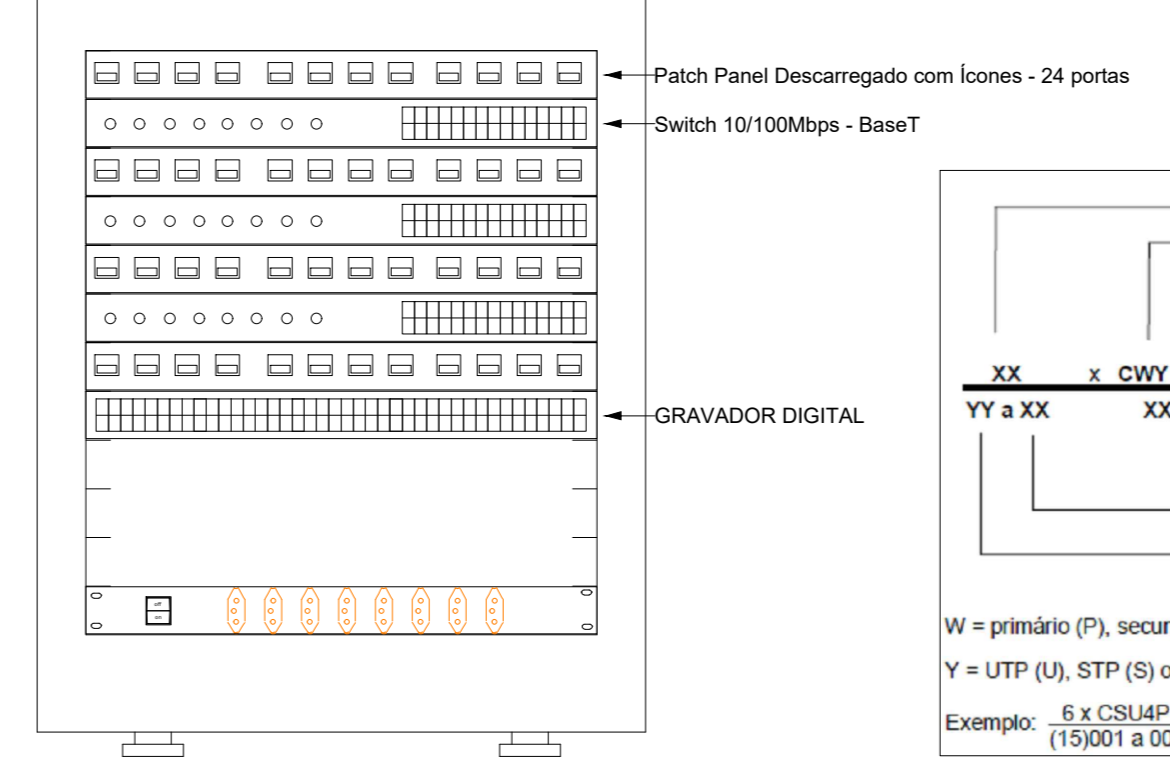 Patch Panel Descarregado com Ícones - 24 portas
Switch 10/100Mbps - BaseT
GRAVADOR DIGITAL
off
on
XX x CWY
YY a XX XX
W = primário (P), secur
Y = UTP (U), STP (S) o
Exemplo: 6 x CSU4P
(15)001 a 00